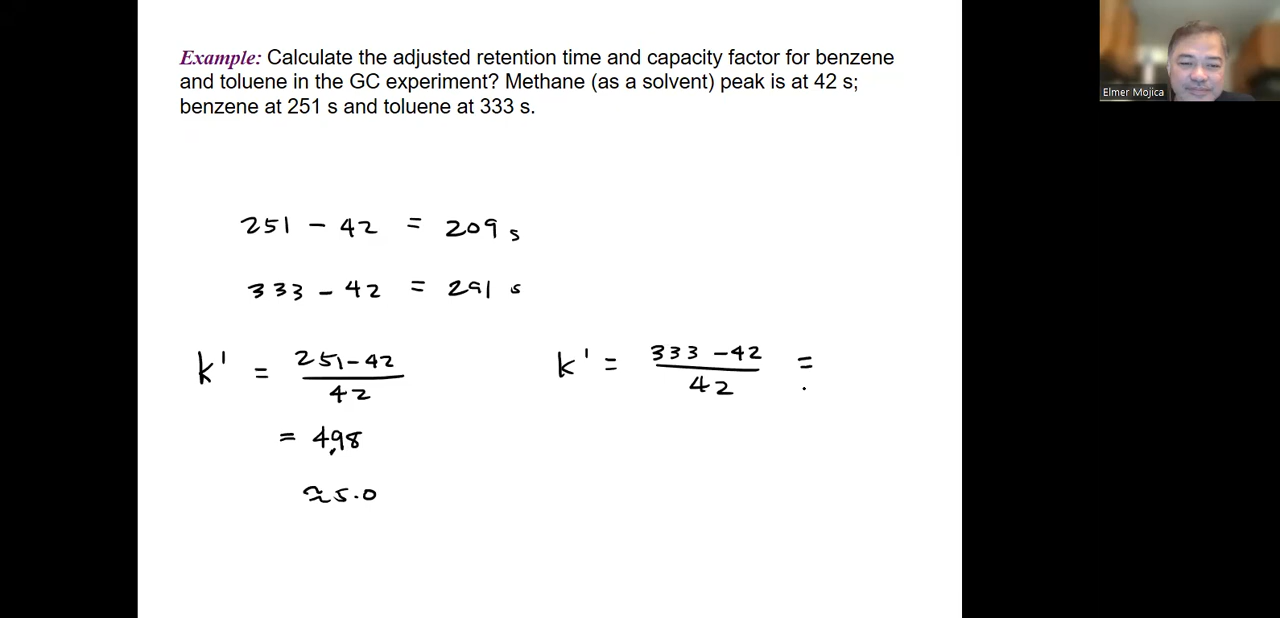 Example: Calculate the adjusted retention time and capacity factor for benzene
and toluene in the GC experiment? Methane (as a solvent) peak is at 42 s;
benzene at 251 s and toluene at 333 s.
Elmer Mojica
251 - 42 = 209 s
333 - 42 = 291 s
k' = 251-42 / 42
= 4.98
≈ 5.0
k' = 333-42 / 42 =